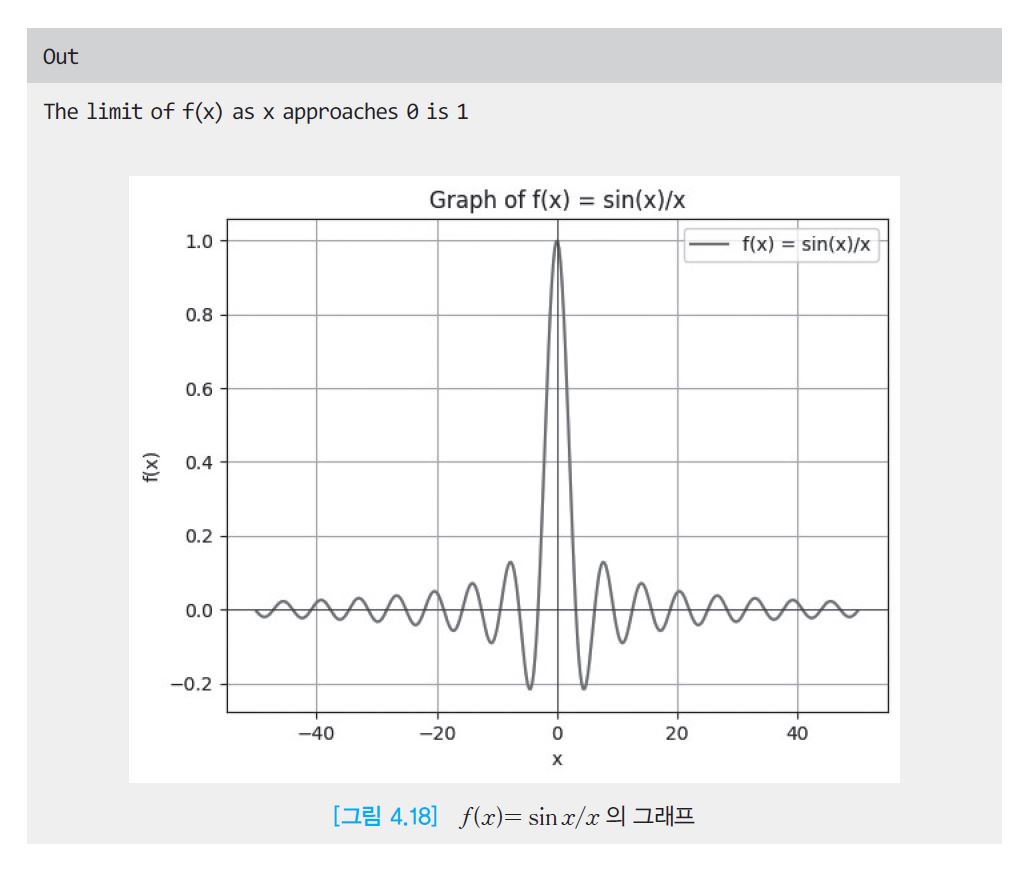 Out
The limit of f(x) as x approaches 0 is 1
Graph of f(x) = sin(x)/x
f(x) = sin(x)/x
1.0
0.8
0.6
0.4
0.2
0.0
−0.2
f(x)
−40 −20 0 20 40
x
[그림 4.18] f(x)= sin x/x 의 그래프